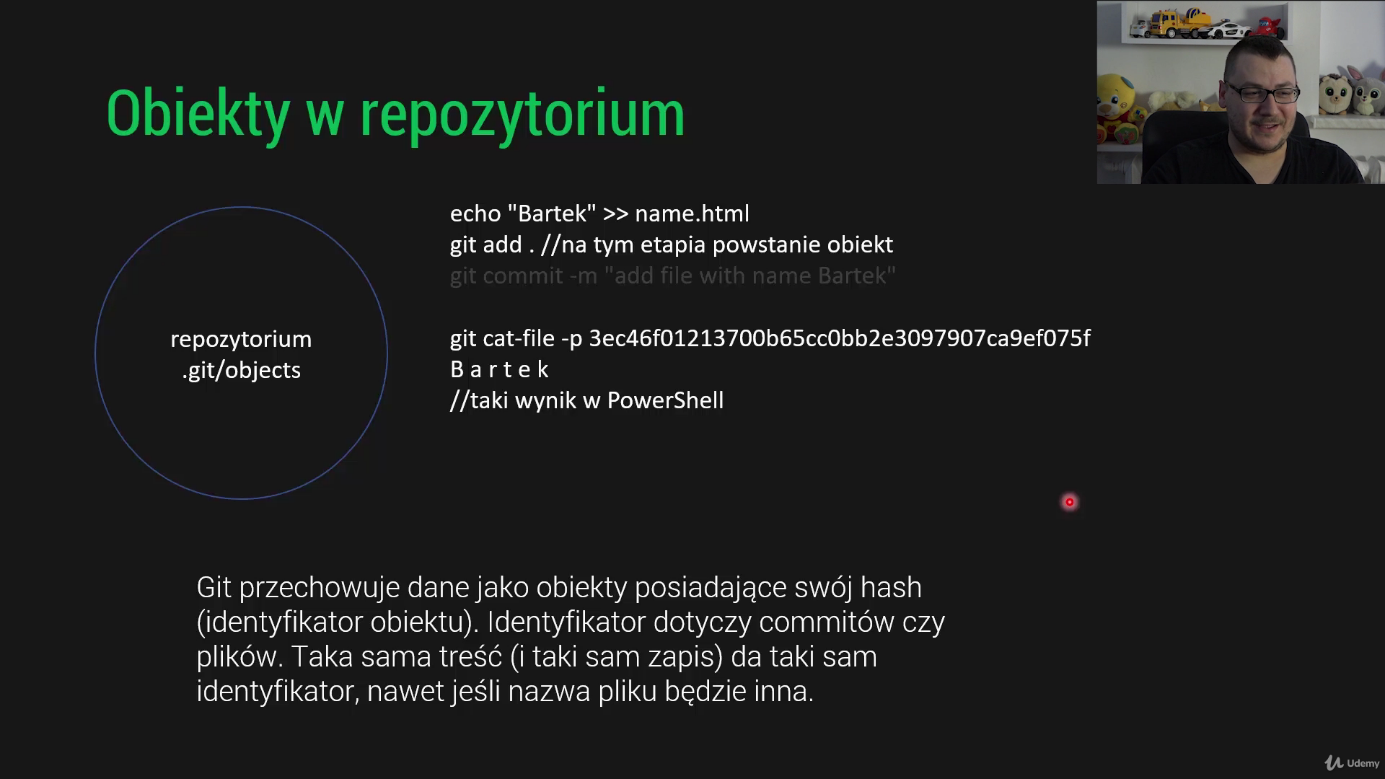 Obiekty w repozytorium
echo "Bartek" >> name.html
git add . //na tym etapia powstanie obiekt
git commit -m "add file with name Bartek"
repozytorium
.git/objects
git cat-file -p 3ec46f01213700b65cc0bb2e3097907ca9ef075f
B a r t e k
//taki wynik w PowerShell
Git przechowuje dane jako obiekty posiadające swój hash
(identyfikator obiektu). Identyfikator dotyczy commitów czy
plików. Taka sama treść (i taki sam zapis) da taki sam
identyfikator, nawet jeśli nazwa pliku będzie inna.
Udemy